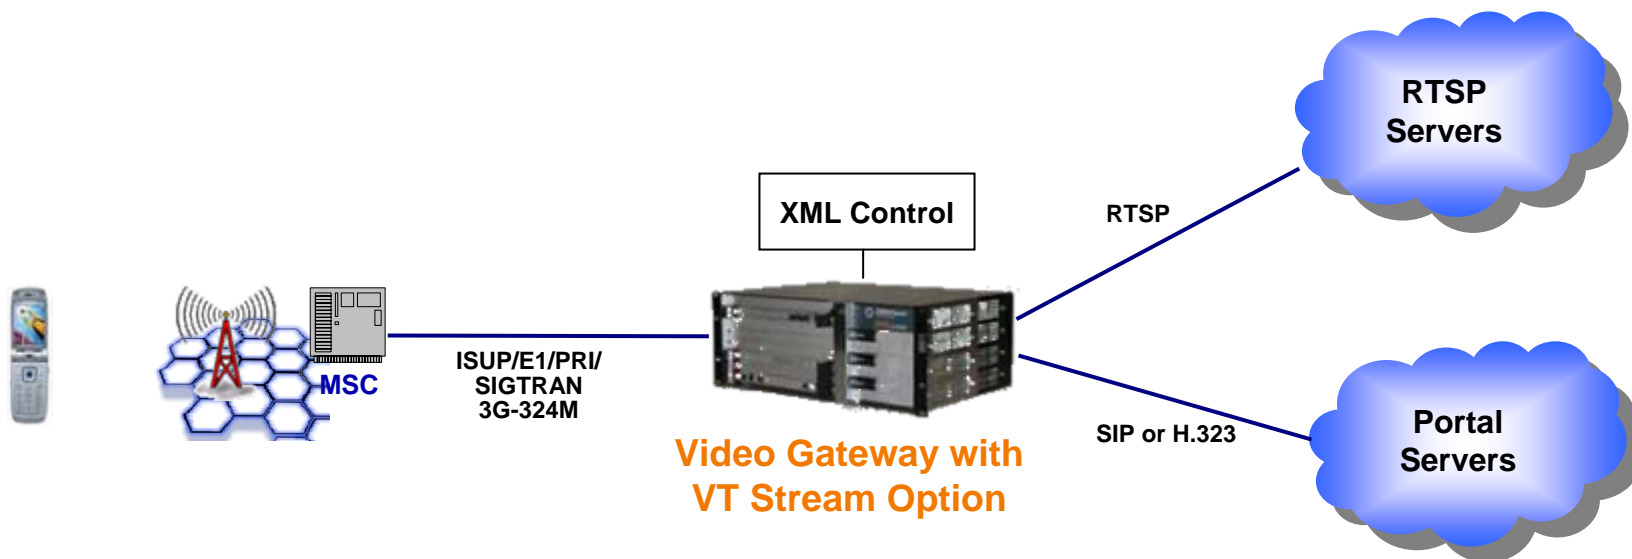 RTSP
Servers
XML Control
RTSP
MSC
ISUP/E1/PRI/
SIGTRAN
3G-324M
SIP or H.323
Portal
Servers
Video Gateway with
VT Stream Option